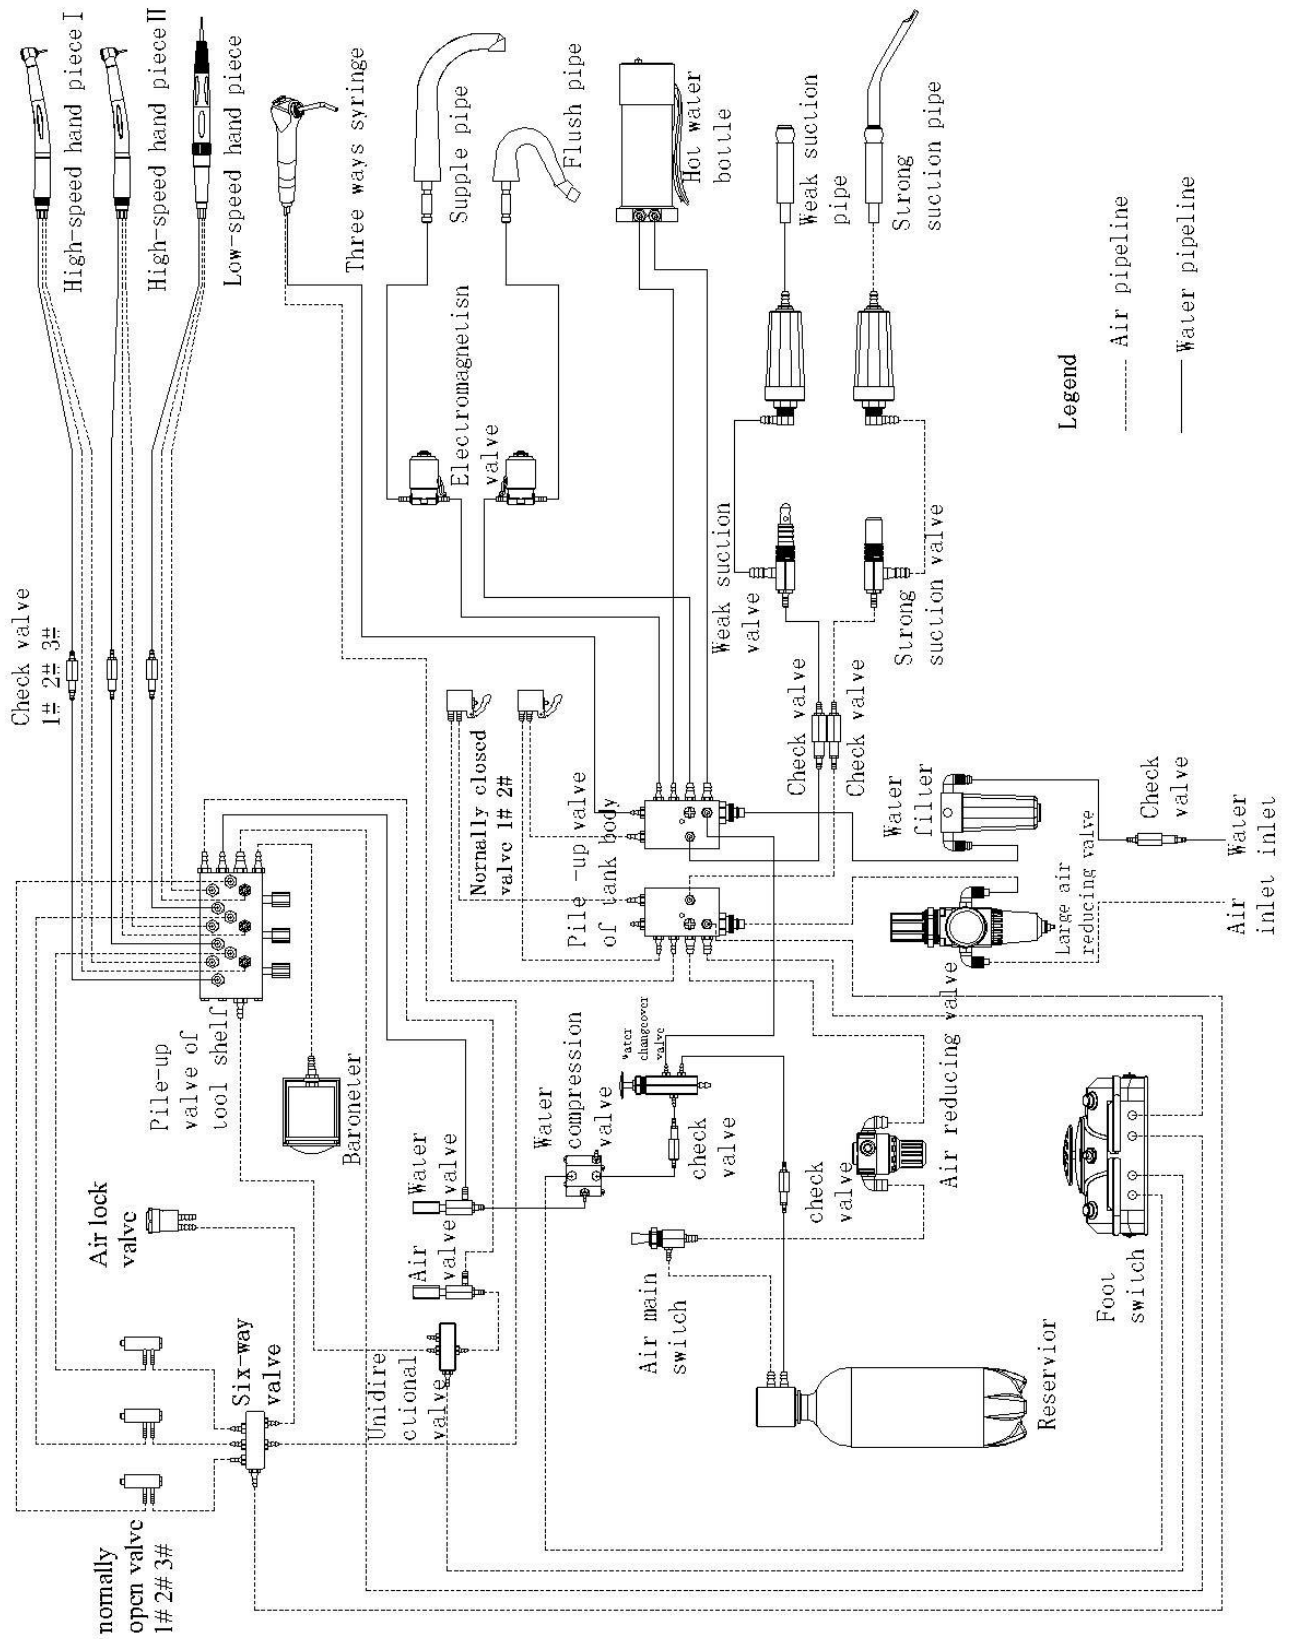 High-speed hand piece I
High-speed hand piece II
Low-speed hand piece
Three ways syringe
Supple pipe
Flush pipe
Hot water
bottle
Weak suction
pipe
Strong
suction pipe
Legend
Air pipeline
Water pipeline
Check valve
1# 2# 3#
Electromagnetisn
valve
Weak suction
valve
Strong
suction valve
Nornally closed
valve 1# 2#
Pile -up valve
of tank body
Check valve
Check valve
Water
filter
Check
valve
Water
inlet
Large air
reducing valve
Air
inlet inlet
Pile-up
valve of
tool shelf
Baroneter
Water
changeover
valve
Water
compression
valve
check
valve
Water
valve
Air
valve
check
valve
Air reducing valve
Air lock
valve
Six-way
valve
Unidire
ctional
valve
Air main
switch
Reservior
Foot
switch
normally
open valve
1# 2# 3#